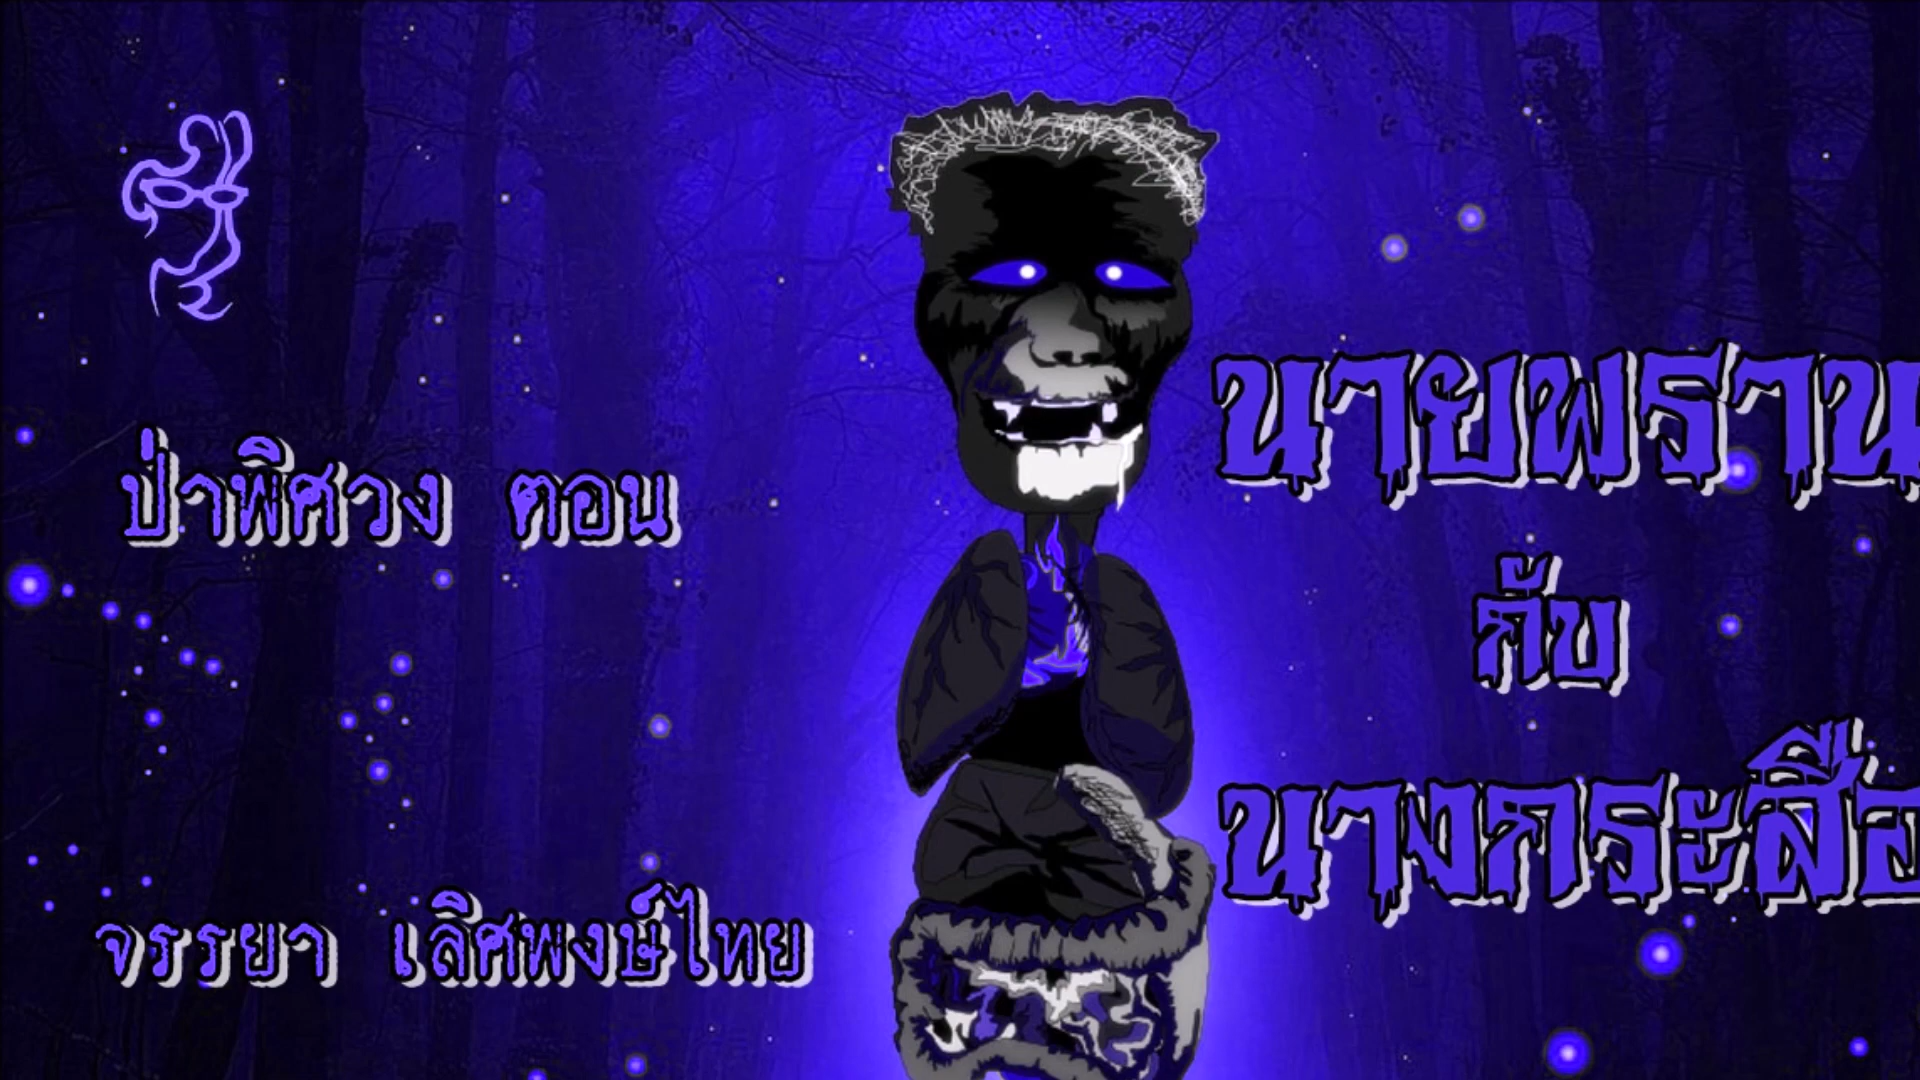 ป่าพิศวง ตอน
นายพราน
กับ
นางกระสือ
จรรยา เลิศพงษ์ไทย